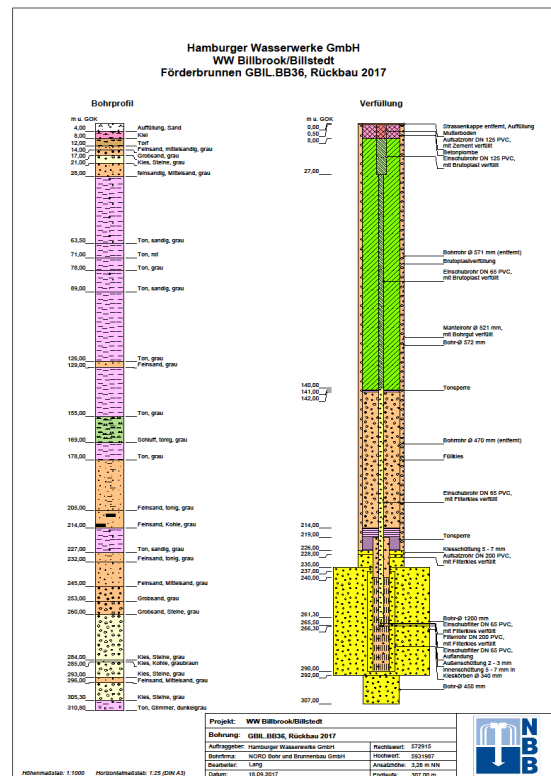 Hamburger Wasserwerke GmbH
WW Billbrook/Billstedt
Förderbrunnen GBIL.BB36, Rückbau 2017
Bohrprofil
m u. GOK
4,00 Auffüllung, Sand
8,00 Klei
12,00 Torf
14,00 Feinsand, mittelsandig, grau
17,00 Grobsand, grau
21,00 Kies, Steine, grau
28,00 feinsandig, Mittelsand, grau
63,50 Ton, sandig, grau
71,00 Ton, rot
78,00 Ton, grau
89,00 Ton, sandig, grau
126,00 Ton, grau
129,00 Feinsand, grau
155,00 Ton, grau
169,00 Schluff, tonig, grau
178,00 Ton, grau
205,00 Feinsand, tonig, grau
214,00 Feinsand, Kohle, grau
227,00 Ton, sandig, grau
232,00 Feinsand, tonig, grau
245,00 Feinsand, Mittelsand, grau
253,00 Grobsand, grau
260,00 Grobsand, Steine, grau
284,00 Kies, Steine, grau
285,00 Kies, Kohle, graubraun
293,00 Kies, Steine, grau
296,00 Feinsand, Mittelsand, grau
305,30 Kies, Steine, grau
310,80 Ton, Glimmer, dunkelgrau
Verfüllung
m u. GOK
0,00
0,50
8,00
27,00
140,00
141,00
142,00
214,00
219,00
226,00
228,00
235,00
237,00
240,00
261,30
265,50
266,30
290,00
292,00
307,00
Strassenkappe entfernt, Auffüllung
Mutterboden
Aufsatzrohr DN 125 PVC,
mit Zement verfüllt
Betonplombe
Einschubrohr DN 125 PVC,
mit Brutoplast verfüllt
Bohrrohr Ø 571 mm (entfernt)
Brutoplastverfüllung
Einschubrohr DN 65 PVC,
mit Brutoplast verfüllt
Mantelrohr Ø 521 mm,
mit Bohrgut verfüllt
Bohr-Ø 572 mm
Tonsperre
Bohrrohr Ø 470 mm (entfernt)
Füllkies
Einschubrohr DN 65 PVC,
mit Filterkies verfüllt
Tonsperre
Kiesschüttung 5 - 7 mm
Aufsatzrohr DN 200 PVC,
mit Filterkies verfüllt
Bohr-Ø 1200 mm
Einschubfilter DN 65 PVC,
mit Filterkies verfüllt
Filterrohr DN 200 PVC,
mit Filterkies verfüllt
Einschubfilter DN 65 PVC,
Auflandung
Außenschüttung 2 - 3 mm
Innenschüttung 5 - 7 mm in
Kieskörben Ø 340 mm
Bohr-Ø 450 mm
Projekt: WW Billbrook/Billstedt
Bohrung: GBIL.BB36, Rückbau 2017
Auftraggeber: Hamburger Wasserwerke GmbH Rechtswert: 572915
Bohrfirma: NORD Bohr und Brunnenbau GmbH Hochwert: 5931987
Bearbeiter: Lang Ansatzhöhe: 3,26 m NN
Datum: 18.09.2017 Endteufe: 307,00 m
NBB
Höhenmaßstab: 1:1000 Horizontalmaßstab: 1:25 (DIN A3)